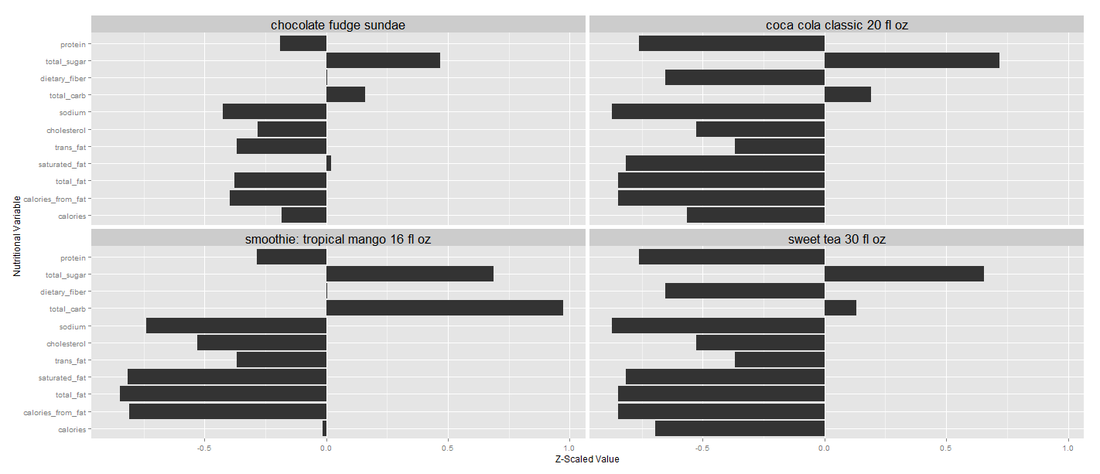 chocolate fudge sundae
coca cola classic 20 fl oz
protein
total_sugar
dietary_fiber
total_carb
sodium
cholesterol
trans_fat
saturated_fat
total_fat
calories_from_fat
calories
smoothie: tropical mango 16 fl oz
sweet tea 30 fl oz
protein
total_sugar
dietary_fiber
total_carb
sodium
cholesterol
trans_fat
saturated_fat
total_fat
calories_from_fat
calories
-0.5 0.0 0.5 1.0
-0.5 0.0 0.5 1.0
Z-Scaled Value
Nutritional Variable